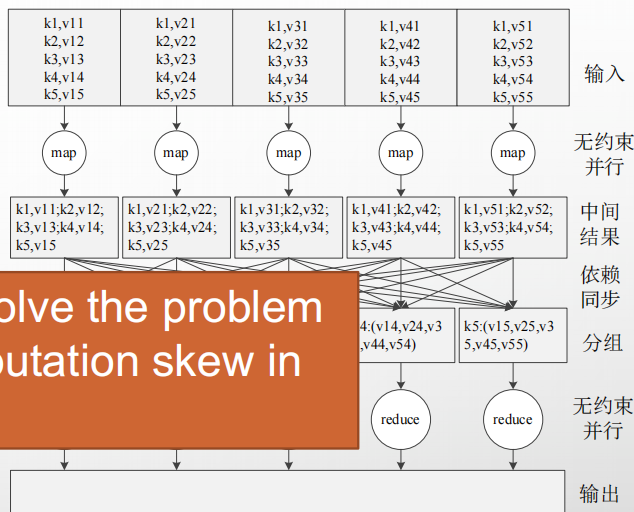 k1,v11
k2,v12
k3,v13
k4,v14
k5,v15
k1,v21
k2,v22
k3,v23
k4,v24
k5,v25
k1,v31
k2,v32
k3,v33
k4,v34
k5,v35
k1,v41
k2,v42
k3,v43
k4,v44
k5,v45
k1,v51
k2,v52
k3,v53
k4,v54
k5,v55
输入
map
map
map
map
map
无约束
并行
k1,v11;k2,v12;
k3,v13;k4,v14;
k5,v15
k1,v21;k2,v22;
k3,v23;k4,v24;
k5,v25
k1,v31;k2,v32;
k3,v33;k4,v34;
k5,v35
k1,v41;k2,v42;
k3,v43;k4,v44;
k5,v45
k1,v51;k2,v52;
k3,v53;k4,v54;
k5,v55
中间
结果
依赖
同步
olve the problem
putation skew in
4:(v14,v24,v3
,v44,v54)
k5:(v15,v25,v3
5,v45,v55)
分组
reduce
reduce
无约束
并行
输出